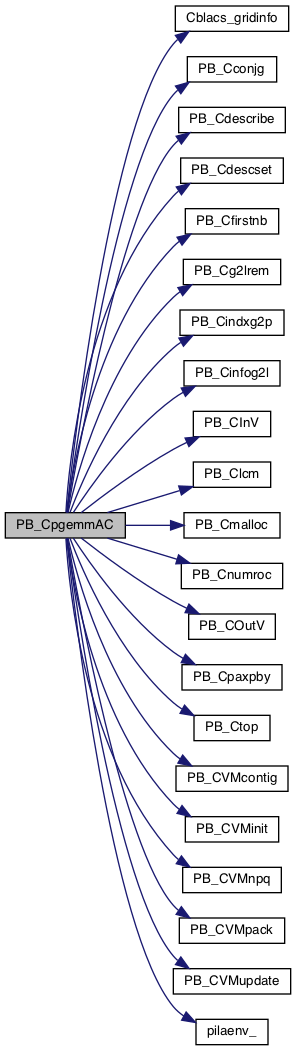 Cblacs_gridinfo
PB_Cconjg
PB_Cdescribe
PB_Cdescset
PB_Cfirstnb
PB_Cg2lrem
PB_Cindxg2p
PB_Cinfog2l
PB_CInV
PB_Clcm
PB_CpgemmAC
PB_Cmalloc
PB_Cnumroc
PB_COutV
PB_Cpaxpby
PB_Ctop
PB_CVMcontig
PB_CVMinit
PB_CVMnpq
PB_CVMpack
PB_CVMupdate
pilaenv_